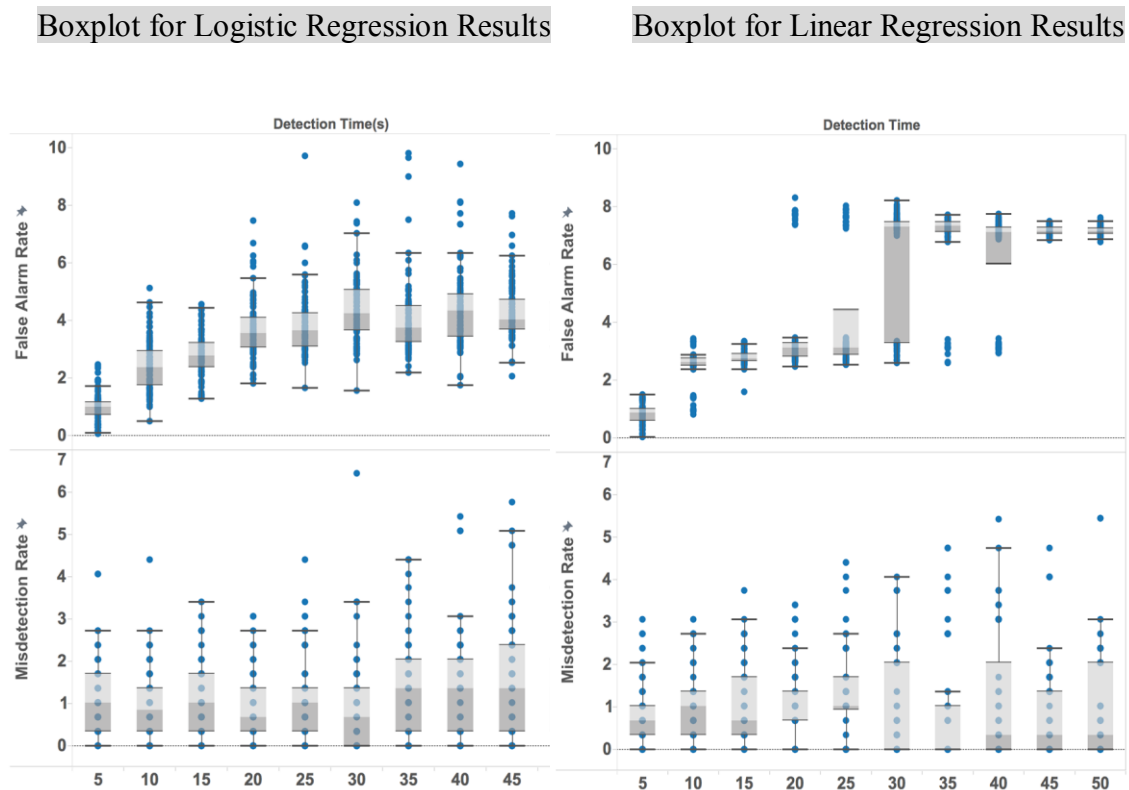 Boxplot for Logistic Regression Results
Boxplot for Linear Regression Results
Detection Time(s)
10
8
6
4
2
0
False Alarm Rate
7
6
5
4
3
2
1
0
Misdetection Rate
5 10 15 20 25 30 35 40 45
Detection Time
10
8
6
4
2
0
False Alarm Rate
7
6
5
4
3
2
1
0
Misdetection Rate
5 10 15 20 25 30 35 40 45 50